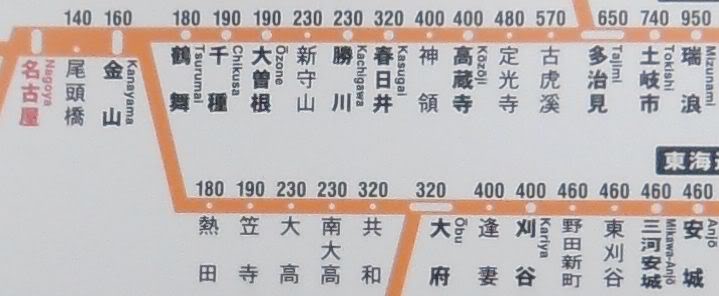 140 160 180 190 190 230 230 320 400 400 480 570 650 740 950
名古屋 Nagoya
尾頭橋
金山 Kanayama
鶴舞 Tsurumai
千種 Chikusa
大曽根 Ōzone
新守山
勝川 Kachigawa
春日井 Kasugai
神領
高蔵寺 Kōzōji
定光寺
古虎渓
多治見 Tajimi
土岐市 Tokishi
瑞浪 Mizunami
東海道
180 190 230 230 320 320 400 400 460 460 460 460
熱田
笠寺
大高
南大高
共和
大府 Ōbu
逢妻
刈谷 Kariya
野田新町
東刈谷
三河安城 Mikawa-Anjō
安城 Anjō